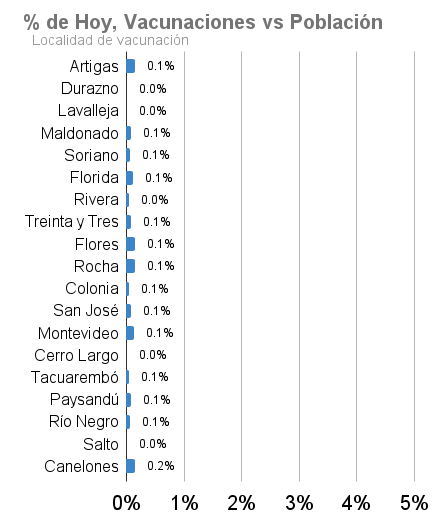 % de Hoy, Vacunaciones vs Población
Localidad de vacunación
Artigas 0.1%
Durazno 0.0%
Lavalleja 0.0%
Maldonado 0.1%
Soriano 0.1%
Florida 0.1%
Rivera 0.0%
Treinta y Tres 0.1%
Flores 0.1%
Rocha 0.1%
Colonia 0.1%
San José 0.1%
Montevideo 0.1%
Cerro Largo 0.0%
Tacuarembó 0.1%
Paysandú 0.1%
Río Negro 0.1%
Salto 0.0%
Canelones 0.2%
0% 1% 2% 3% 4% 5%